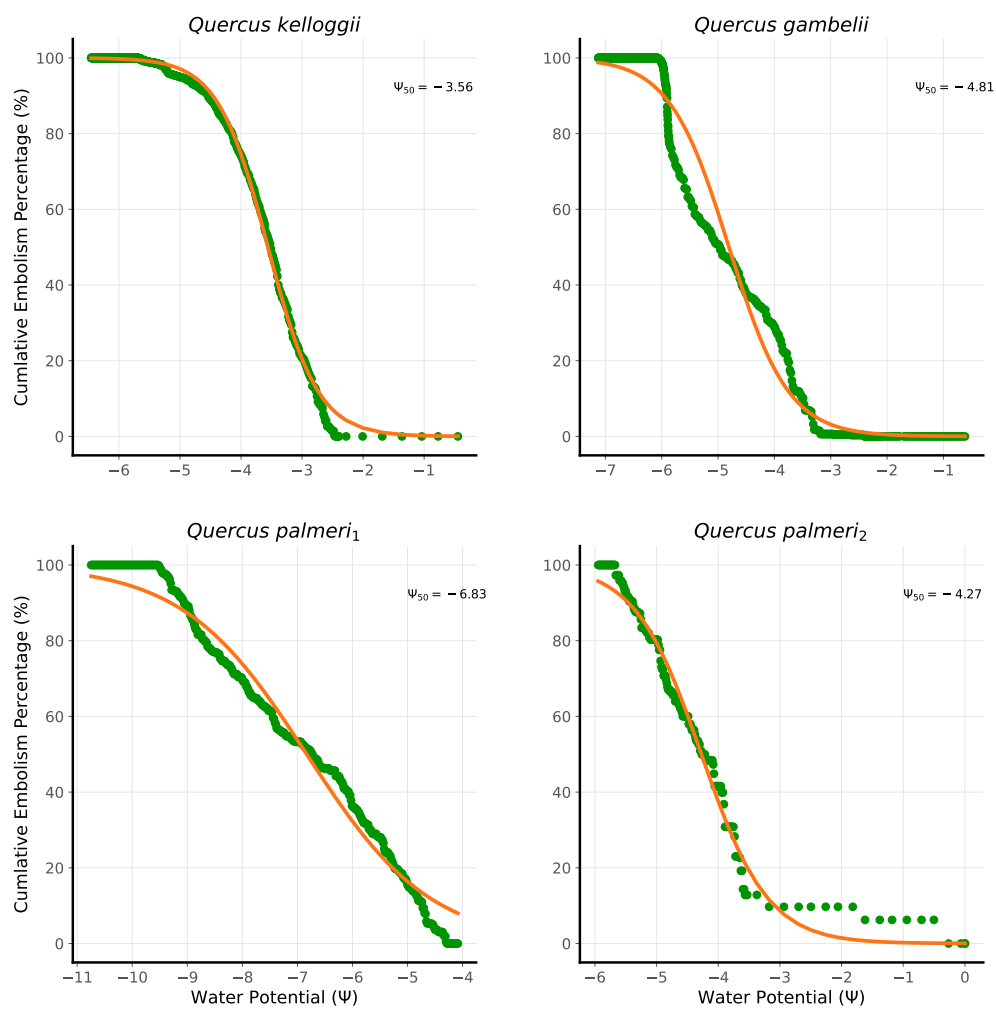 Quercus kelloggii
Quercus gambelii
Cumlative Embolism Percentage (%)
100
80
60
40
20
0
Ψ50 = −3.56
−6 −5 −4 −3 −2 −1
100
80
60
40
20
0
Ψ50 = −4.81
−7 −6 −5 −4 −3 −2 −1
Quercus palmeri1
Quercus palmeri2
Cumlative Embolism Percentage (%)
100
80
60
40
20
0
Ψ50 = −6.83
−11 −10 −9 −8 −7 −6 −5 −4
Water Potential (Ψ)
100
80
60
40
20
0
Ψ50 = −4.27
−6 −5 −4 −3 −2 −1 0
Water Potential (Ψ)